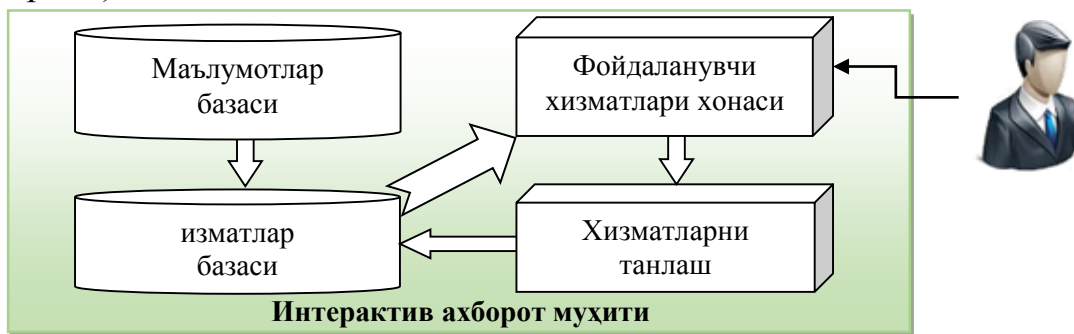 Маълумотлар
базаси
Фойдаланувчи
хизматлари хонаси
изматлар
базаси
Хизматларни
танлаш
Интерактив ахборот муҳити